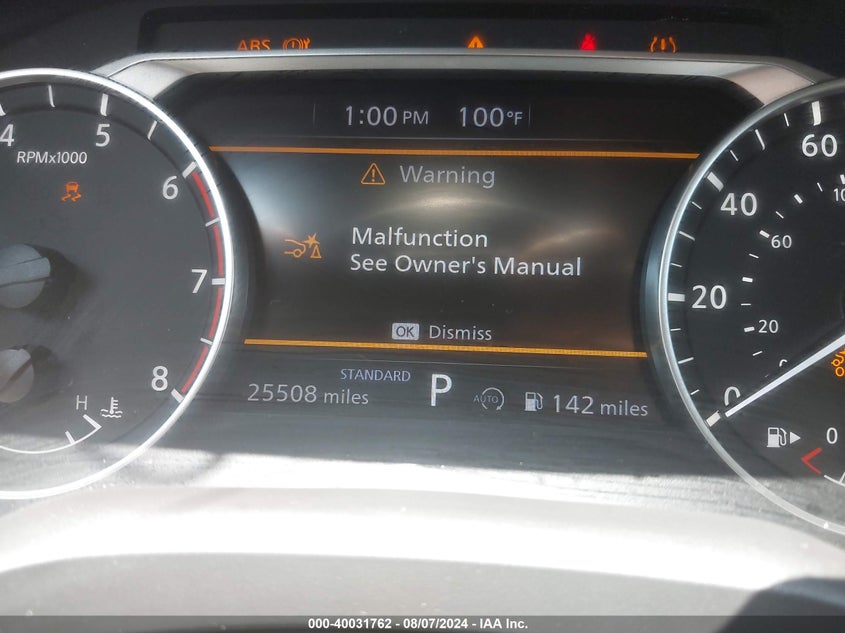 ABS
1:00 PM 100°F
4 5 6 7 8
RPMx1000
H
Warning
Malfunction
See Owner's Manual
OK Dismiss
STANDARD
25508 miles P AUTO 142 miles
60 40 20 0
60 20
0
000-40031762 - 08/07/2024 - IAA Inc.